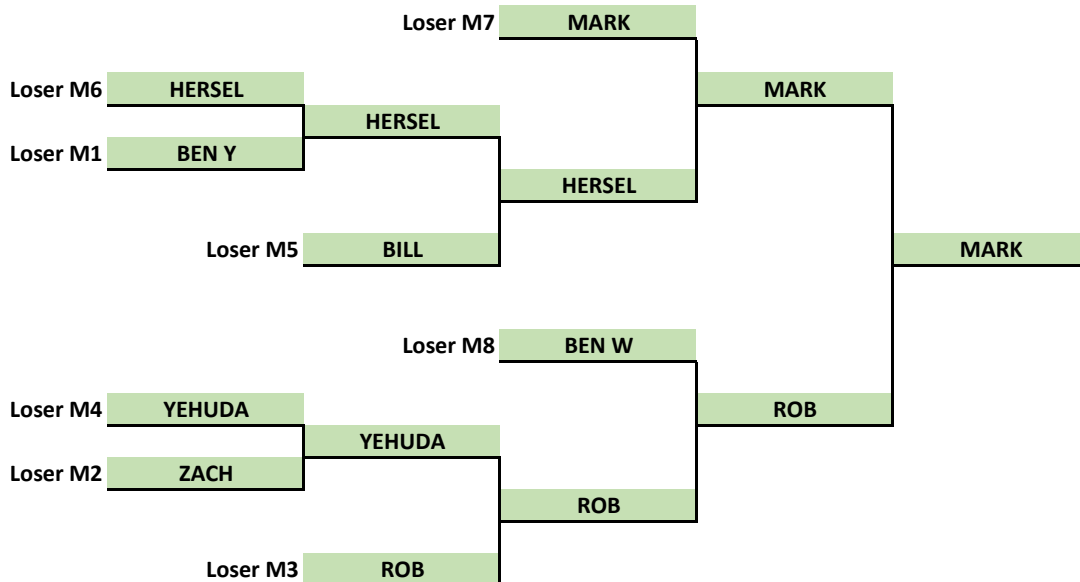 Loser M7 MARK
Loser M6 HERSEL MARK
HERSEL
Loser M1 BEN Y
HERSEL
Loser M5 BILL MARK
Loser M8 BEN W
Loser M4 YEHUDA ROB
YEHUDA
Loser M2 ZACH
ROB
Loser M3 ROB